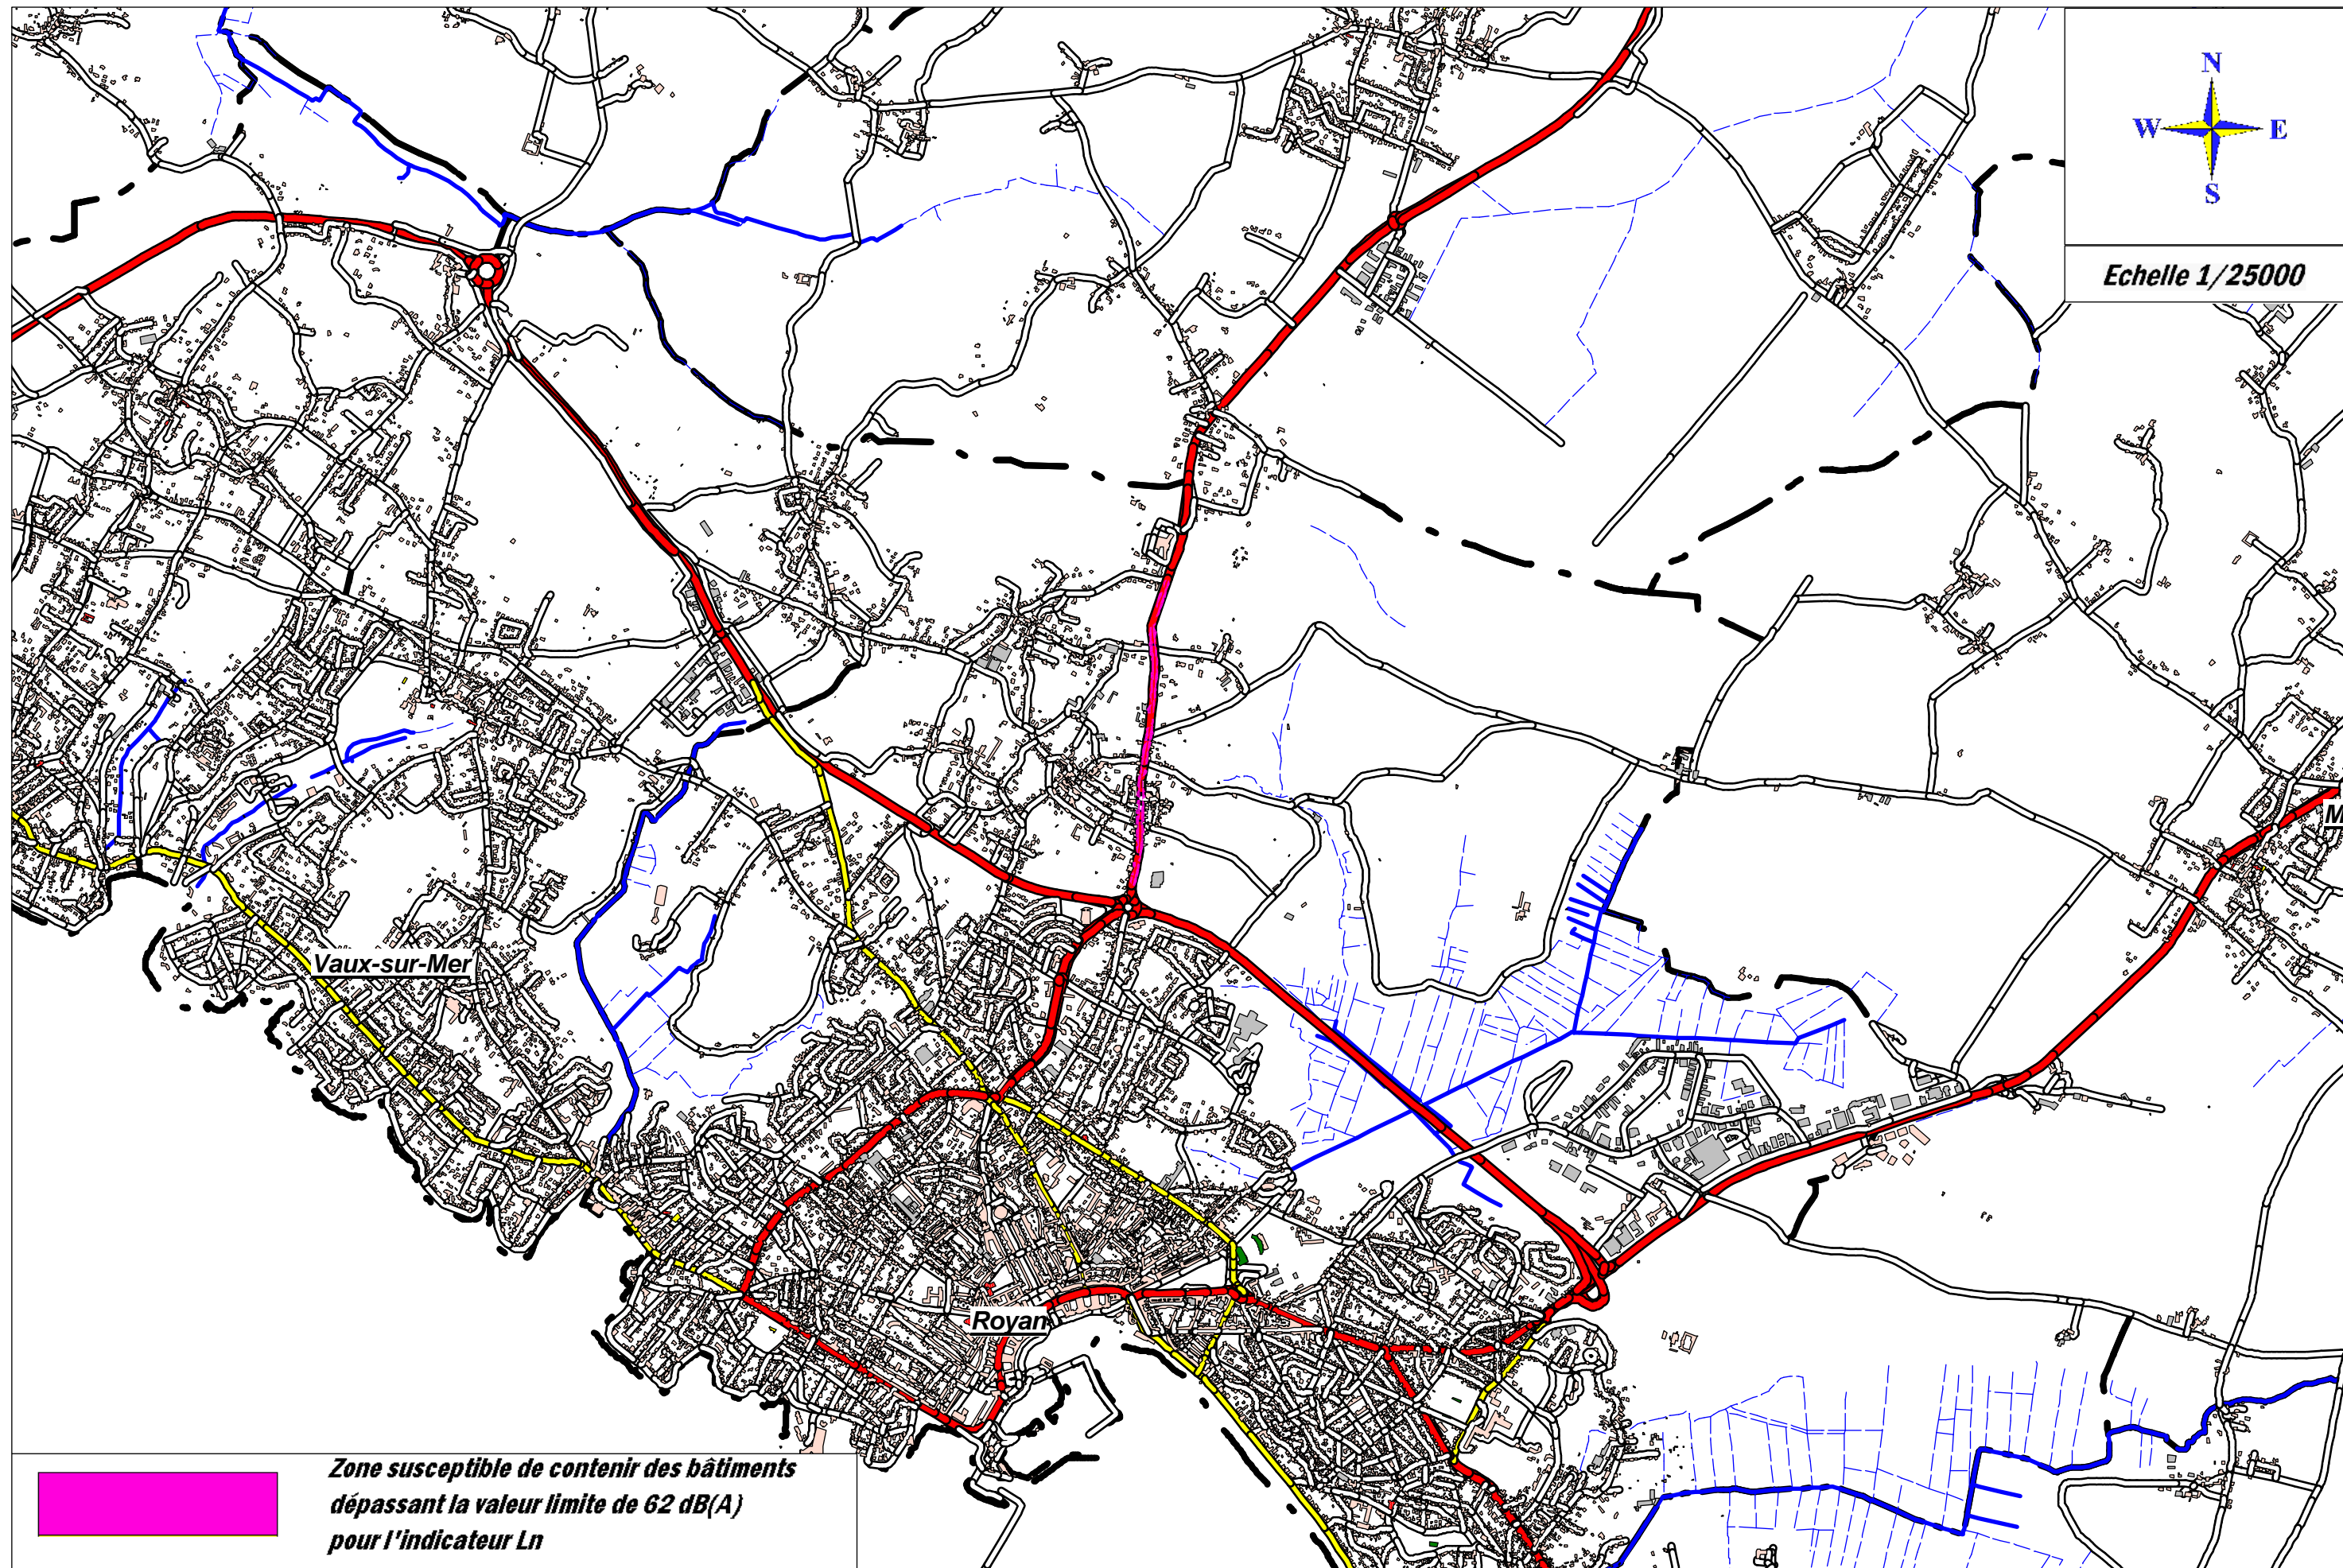 N
W E
S
Echelle 1/25000
M
Vaux-sur-Mer
Royan
Zone susceptible de contenir des bâtiments
dépassant la valeur limite de 62 dB(A)
pour l'indicateur Ln